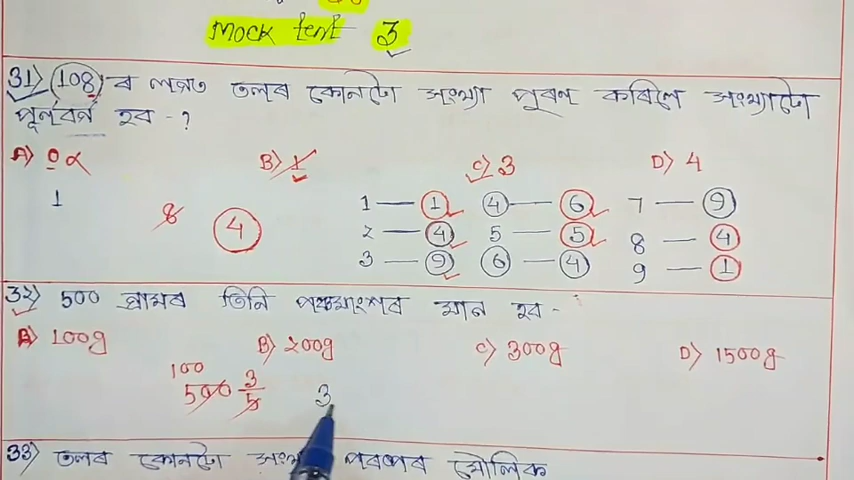 Mock test 3
31) 108 ৰ লগত তলৰ কোনটো সংখ্যা পূৰণ কৰিলে সংখ্যাটো
পূৰ্ণবৰ্গ হব - ?
A) 0 B) 1 C) 3 D) 4
1 8 4
1 — 1 4 — 6 7 — 9
2 — 4 5 — 5 8 — 4
3 — 9 6 — 4 9 — 1
32) 500 গ্ৰামৰ তিনি পঞ্চমাংশৰ মান হব -
A) 100g B) 200g C) 300g D) 1500g
100
500 3/5 3
33) তলৰ কোনটো পৰস্পৰ মৌলিক